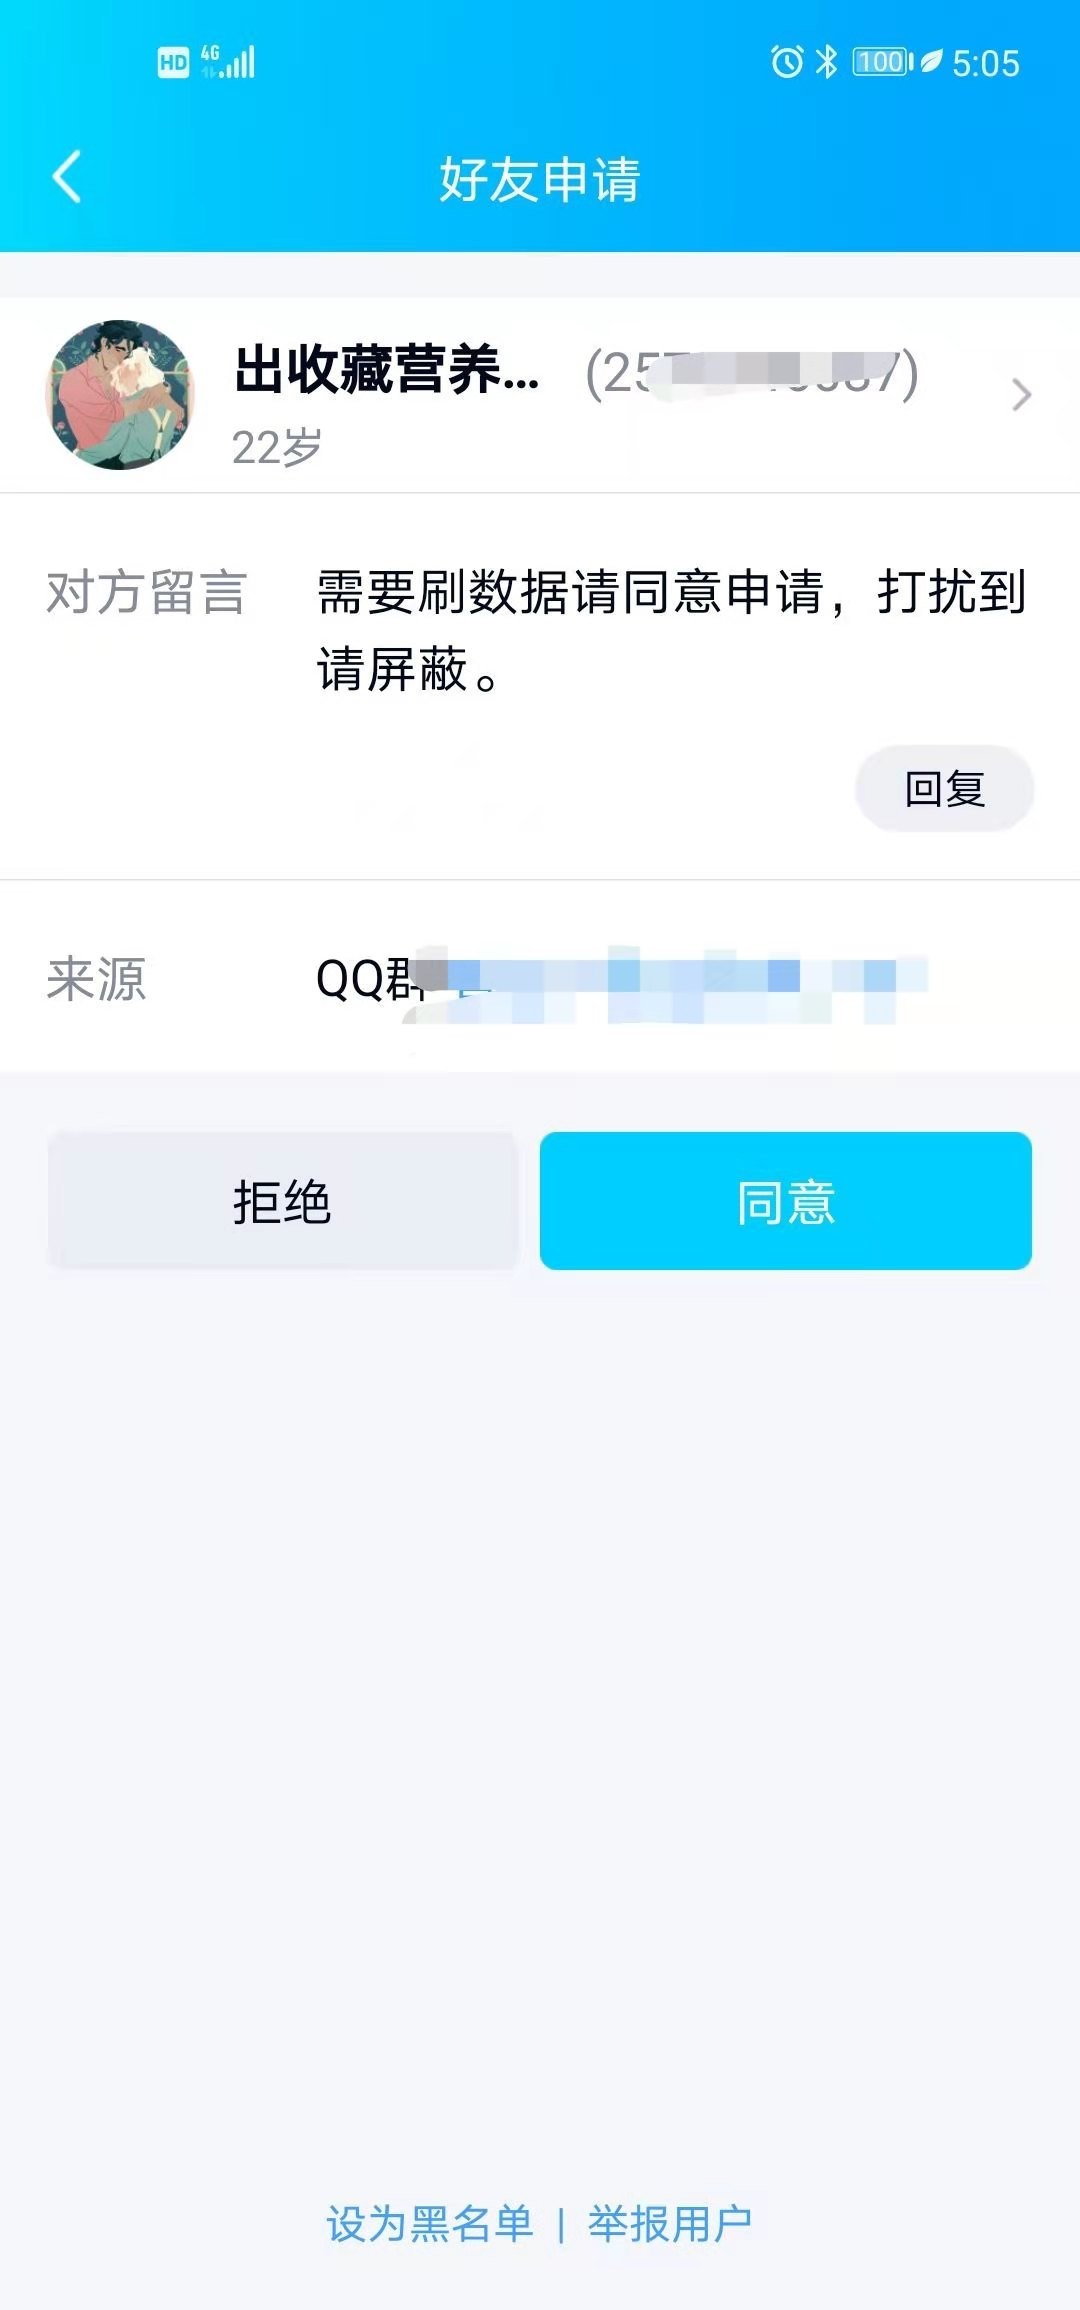 HD 4G 100 5:05
好友申请
出收藏营养...
22岁
对方留言 需要刷数据请同意申请，打扰到
请屏蔽。
回复
来源 QQ群
拒绝 同意
设为黑名单 | 举报用户